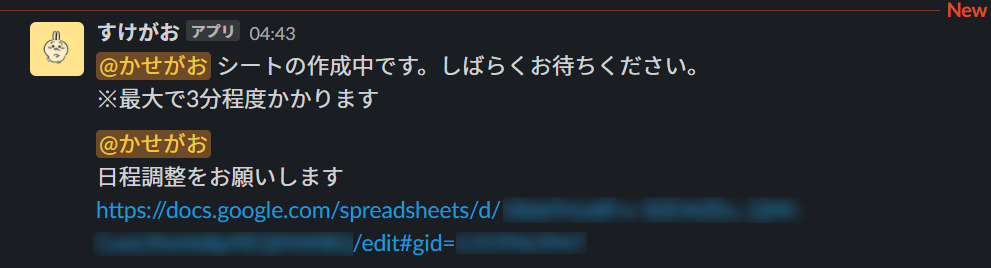 New
すけがお アプリ 04:43
@かせがお シートの作成中です。しばらくお待ちください。
※最大で3分程度かかります
@かせがお
日程調整をお願いします
https://docs.google.com/spreadsheets/d/
/edit#gid=